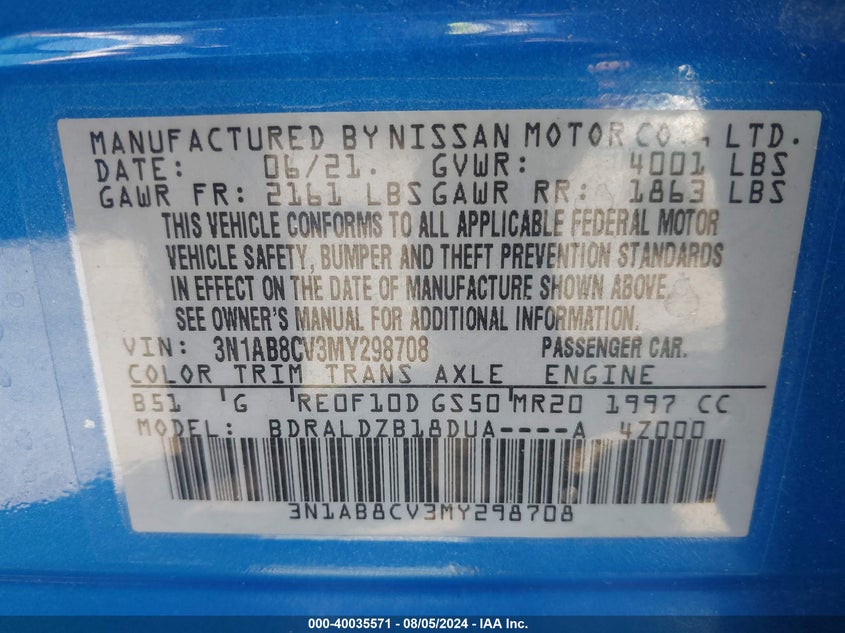 MANUFACTURED BY NISSAN MOTOR CO., LTD.
DATE: 06/21. GVWR: 4001 LBS
GAWR FR: 2161 LBS GAWR RR: 1863 LBS
THIS VEHICLE CONFORMS TO ALL APPLICABLE FEDERAL MOTOR
VEHICLE SAFETY, BUMPER AND THEFT PREVENTION STANDARDS
IN EFFECT ON THE DATE OF MANUFACTURE SHOWN ABOVE.
SEE OWNER'S MANUAL FOR ADDITIONAL INFORMATION.
VIN: 3N1AB8CV3MY298708 PASSENGER CAR.
COLOR TRIM TRANS AXLE ENGINE
B51 G RE0F10D GS50 MR20 1997 CC
MODEL: BDRALDZB18DUA----A 4Z000
3N1AB8CV3MY298708
000-40035571 - 08/05/2024 - IAA Inc.